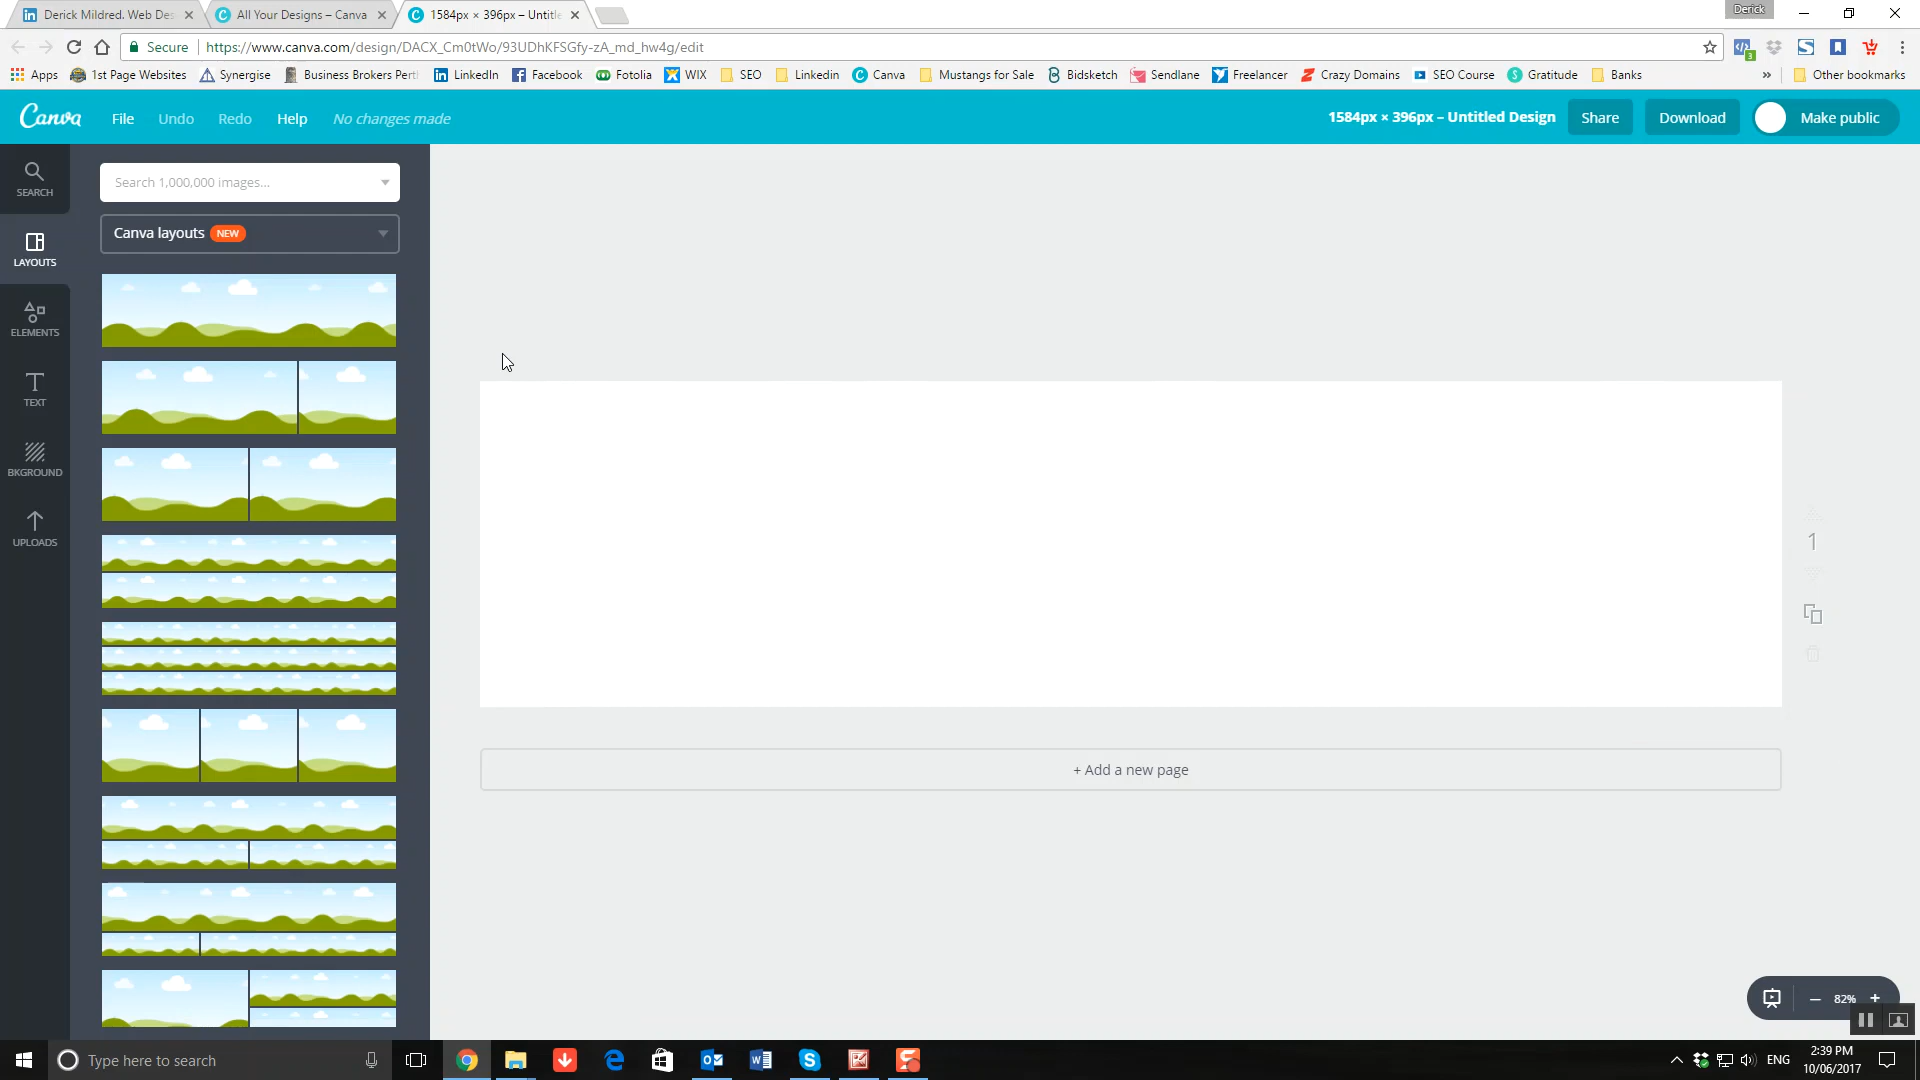 Derick Mildred. Web Des
All Your Designs – Canva
1584px × 396px – Untitle
Derick
Secure
https://www.canva.com/design/DACX_Cm0tWo/93UDhKFSGfy-zA_md_hw4g/edit
3
Apps
1st Page Websites
Synergise
Business Brokers Pert
LinkedIn
Facebook
Fotolia
WIX
SEO
Linkedin
Canva
Mustangs for Sale
Bidsketch
Sendlane
Freelancer
Crazy Domains
SEO Course
Gratitude
Banks
»
Other bookmarks
Canva
File
Undo
Redo
Help
No changes made
1584px × 396px – Untitled Design
Share
Download
Make public
SEARCH
LAYOUTS
ELEMENTS
TEXT
BKGROUND
UPLOADS
Search 1,000,000 images...
Canva layouts NEW
1
+ Add a new page
82%
Type here to search
ENG
2:39 PM
10/06/2017